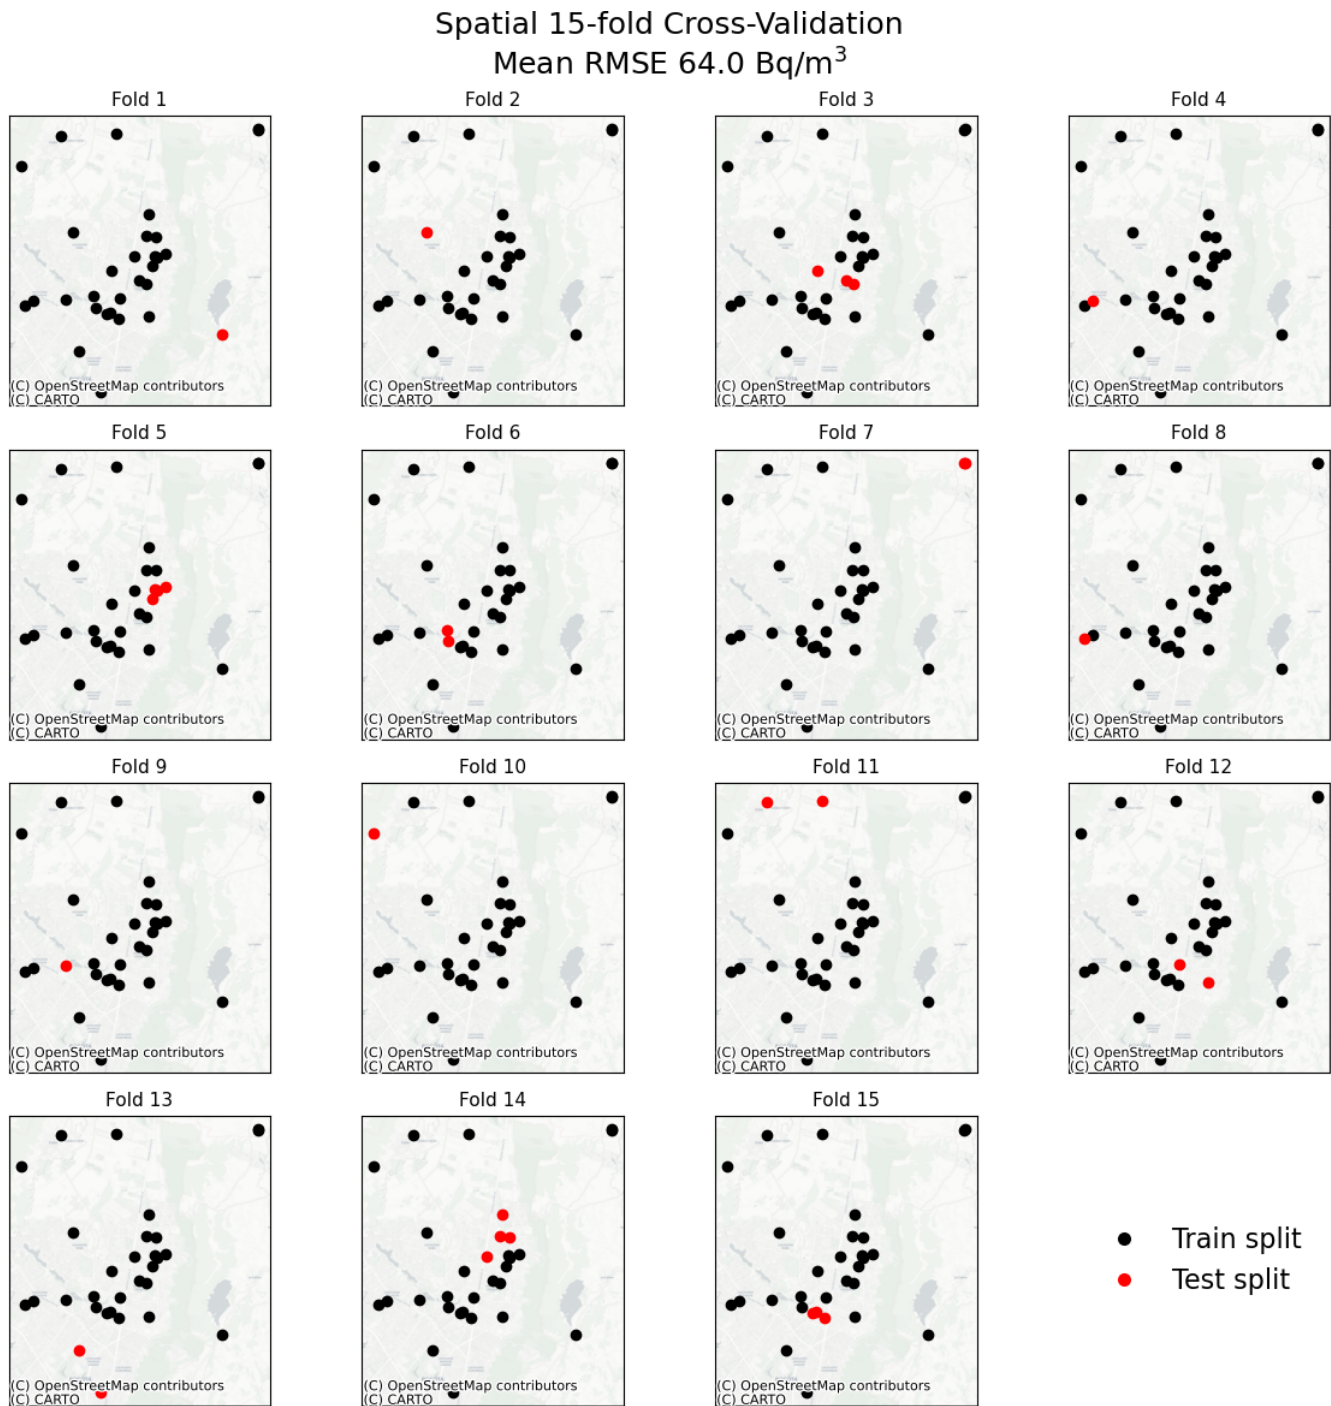 Spatial 15-fold Cross-Validation
Mean RMSE 64.0 Bq/m³
Fold 1
Fold 2
Fold 3
Fold 4
(C) OpenStreetMap contributors
(C) CARTO
(C) OpenStreetMap contributors
(C) CARTO
(C) OpenStreetMap contributors
(C) CARTO
(C) OpenStreetMap contributors
(C) CARTO
Fold 5
Fold 6
Fold 7
Fold 8
(C) OpenStreetMap contributors
(C) CARTO
(C) OpenStreetMap contributors
(C) CARTO
(C) OpenStreetMap contributors
(C) CARTO
(C) OpenStreetMap contributors
(C) CARTO
Fold 9
Fold 10
Fold 11
Fold 12
(C) OpenStreetMap contributors
(C) CARTO
(C) OpenStreetMap contributors
(C) CARTO
(C) OpenStreetMap contributors
(C) CARTO
(C) OpenStreetMap contributors
(C) CARTO
Fold 13
Fold 14
Fold 15
(C) OpenStreetMap contributors
(C) CARTO
(C) OpenStreetMap contributors
(C) CARTO
(C) OpenStreetMap contributors
(C) CARTO
Train split
Test split